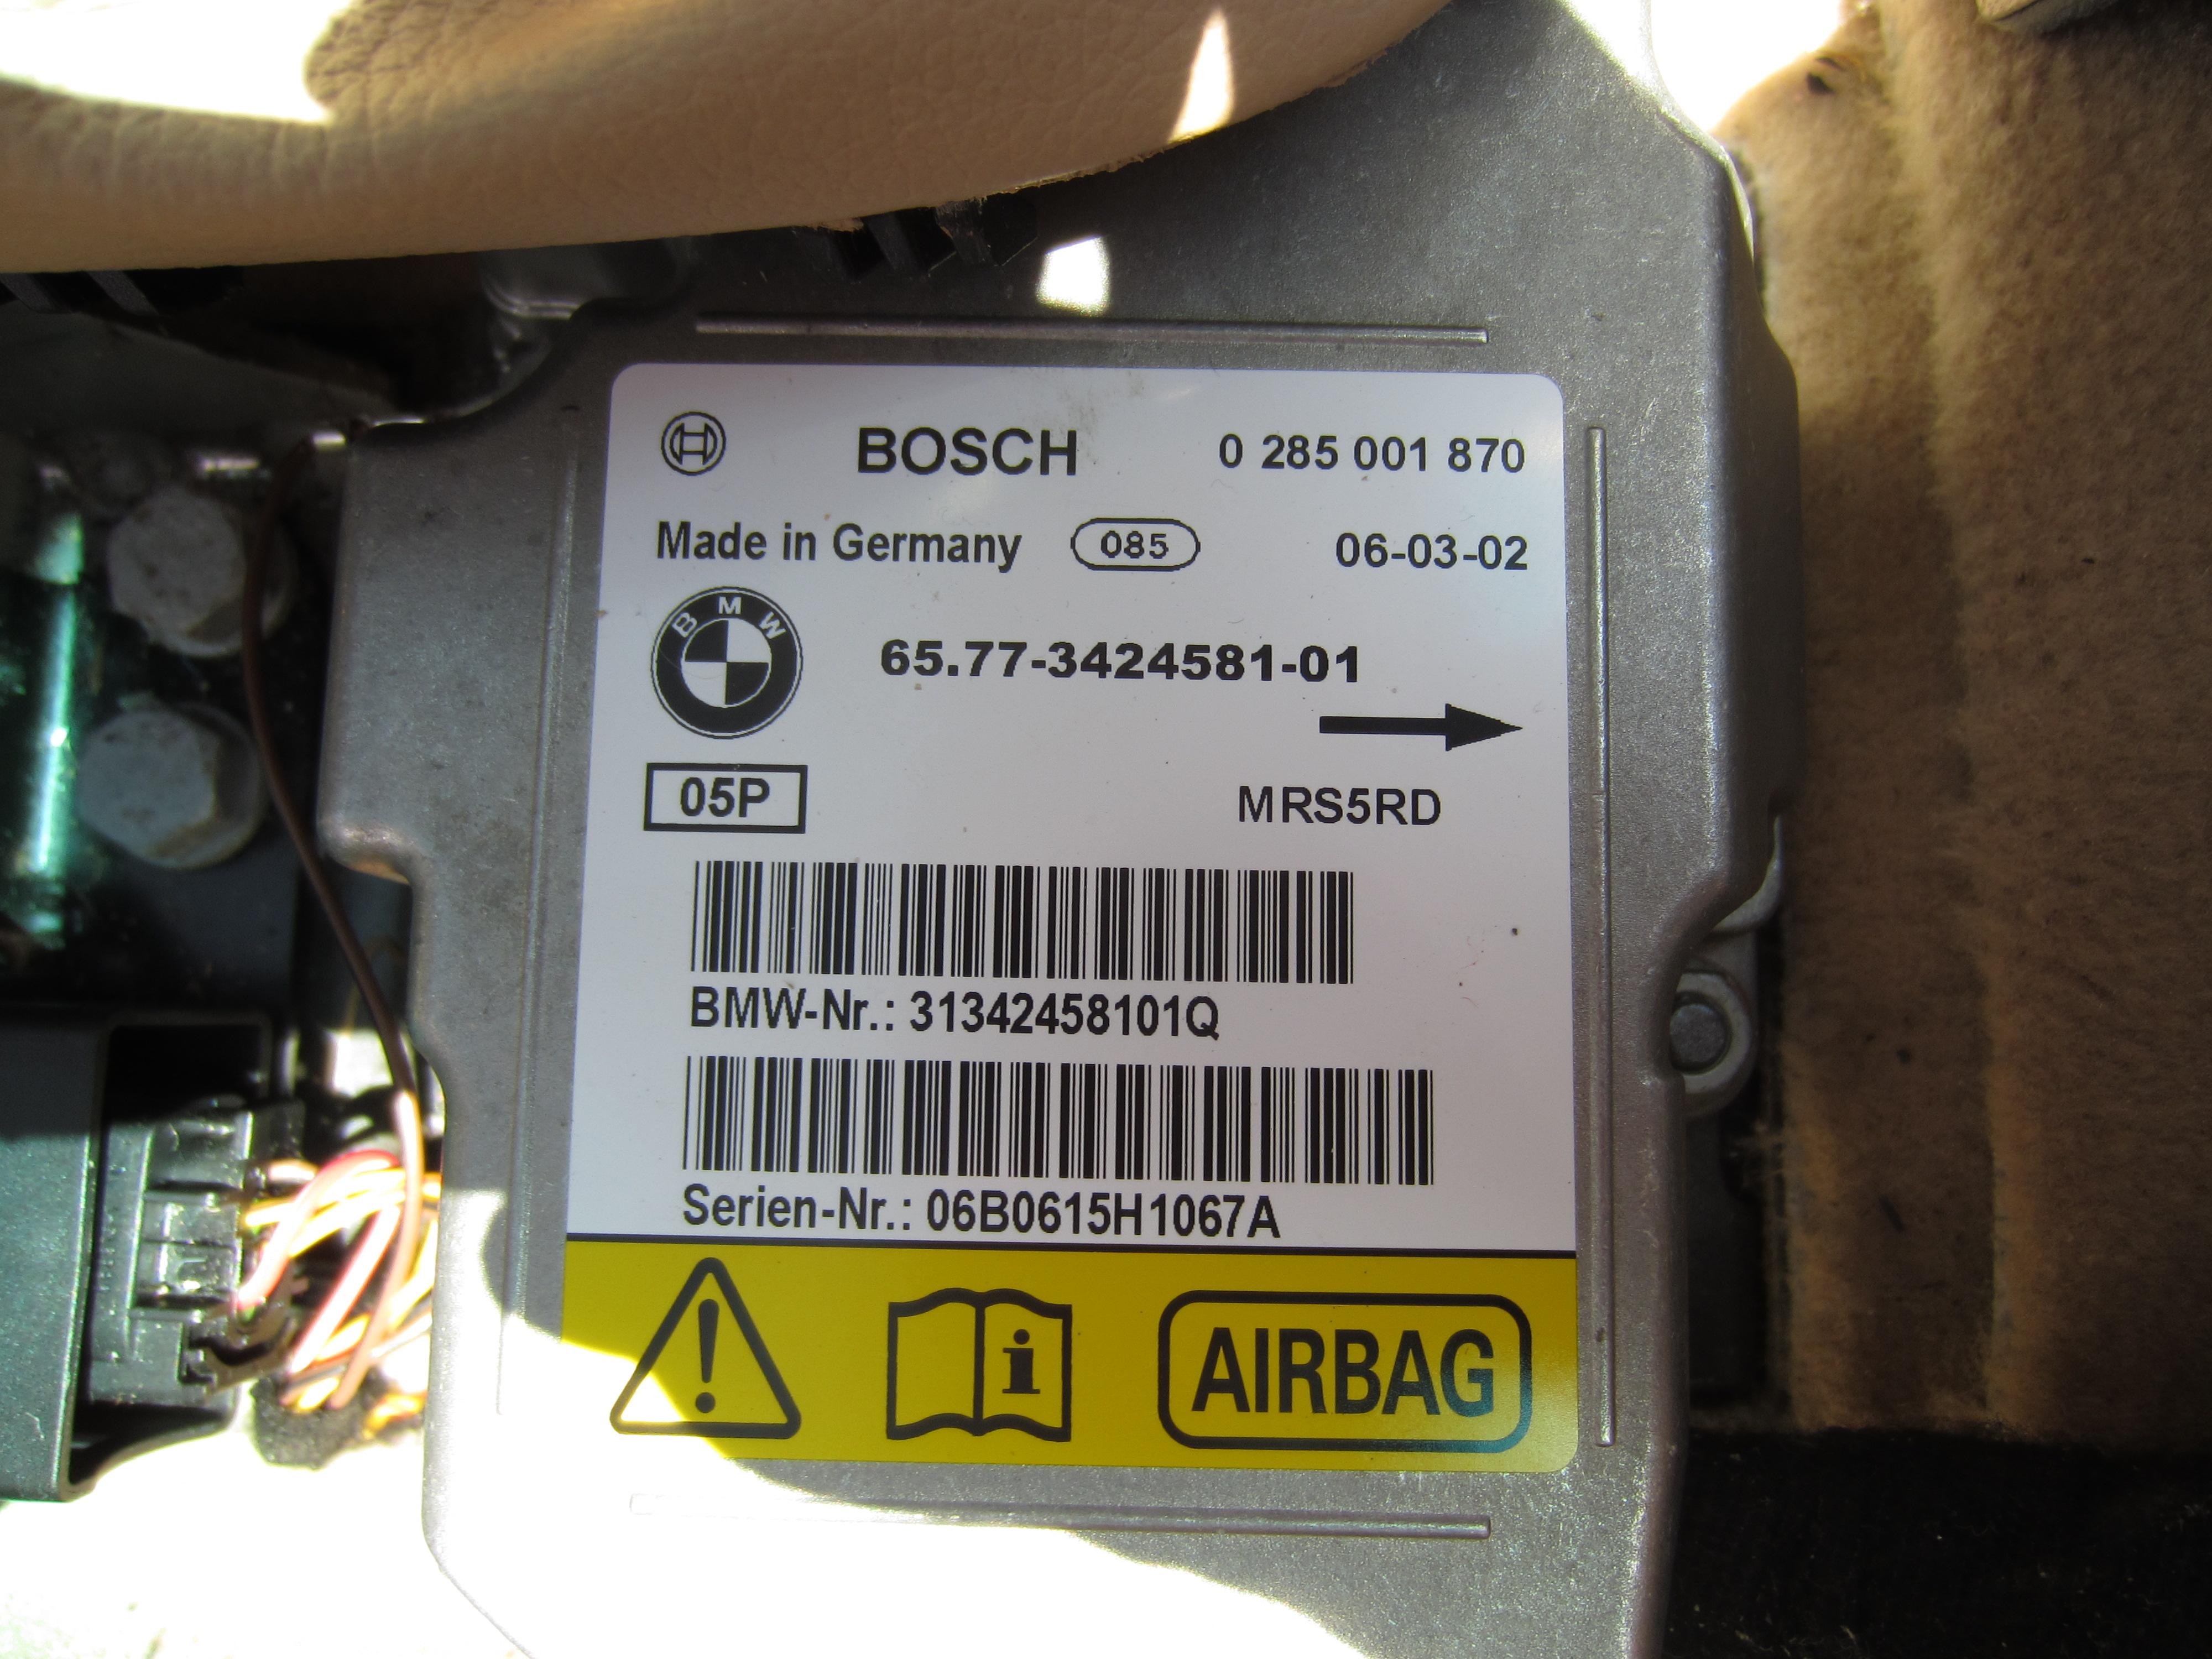 BOSCH 0 285 001 870
Made in Germany 085 06-03-02
BMW 65.77-3424581-01
05P MRS5RD
BMW-Nr.: 31342458101Q
Serien-Nr.: 06B0615H1067A
! i AIRBAG